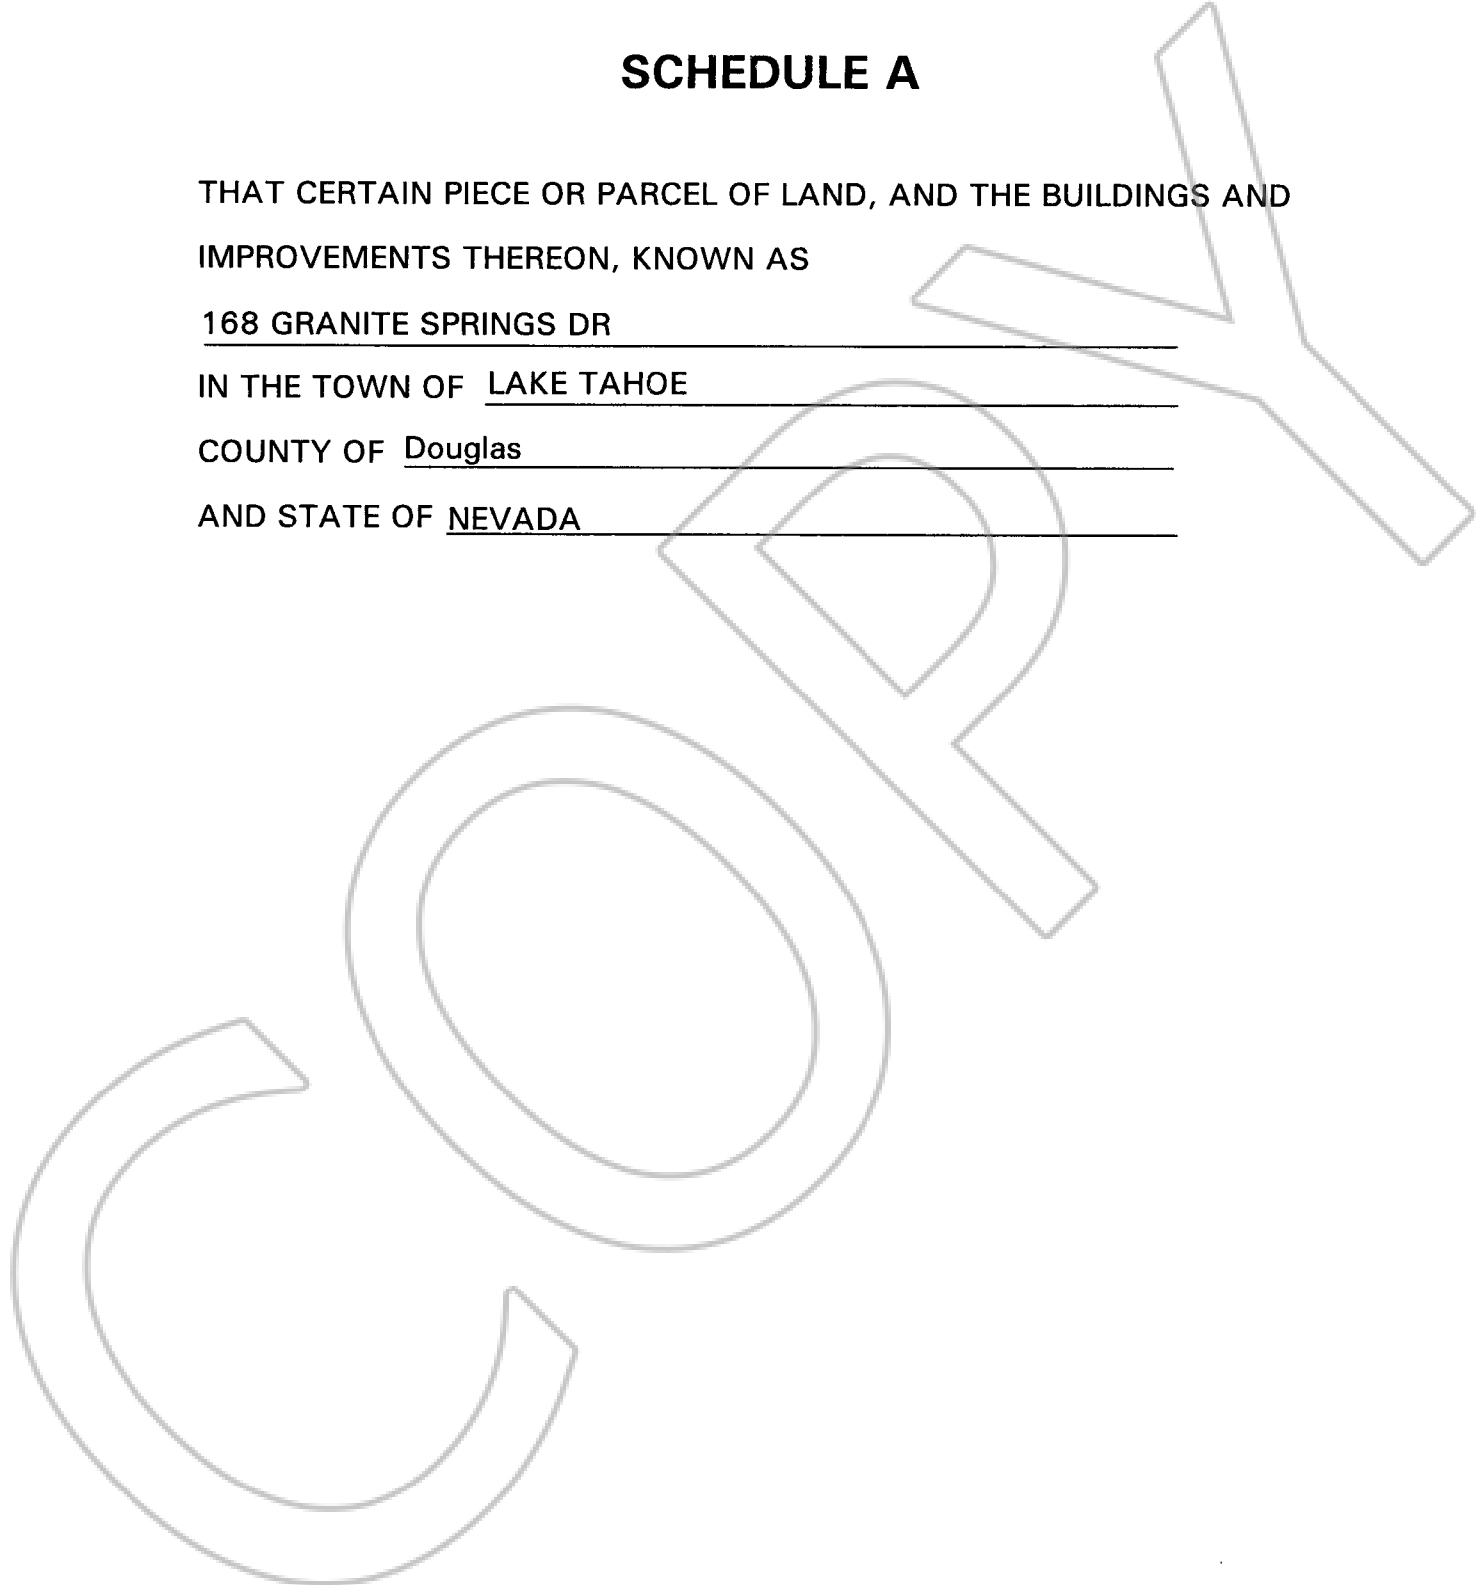 SCHEDULE A
THAT CERTAIN PIECE OR PARCEL OF LAND, AND THE BUILDINGS AND
IMPROVEMENTS THEREON, KNOWN AS
168 GRANITE SPRINGS DR
IN THE TOWN OF LAKE TAHOE
COUNTY OF Douglas
AND STATE OF NEVADA
COPY